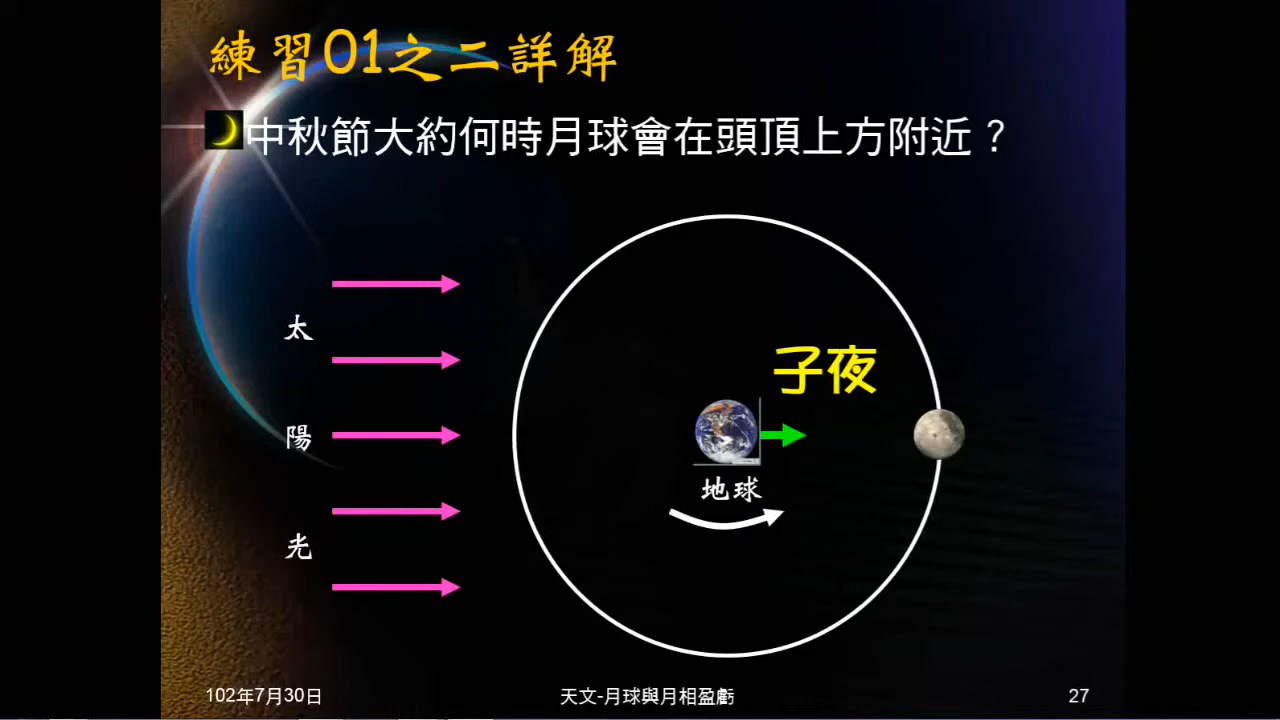 練習01之二詳解
中秋節大約何時月球會在頭頂上方附近？
太
陽
光
子夜
地球
102年7月30日
天文-月球與月相盈虧
27